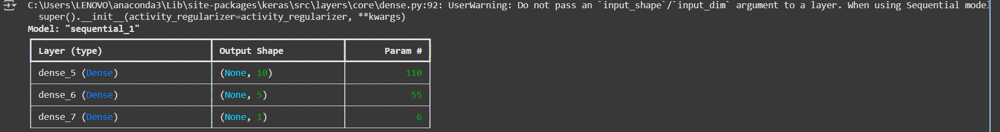 C:\Users\LENOVO\anaconda3\Lib\site-packages\keras\src\layers\core\dense.py:92: UserWarning: Do not pass an `input_shape`/`input_dim` argument to a layer. When using Sequential model
super().__init__(activity_regularizer=activity_regularizer, **kwargs)
Model: "sequential_1"
Layer (type) Output Shape Param #
dense_5 (Dense) (None, 10) 110
dense_6 (Dense) (None, 5) 55
dense_7 (Dense) (None, 1) 6